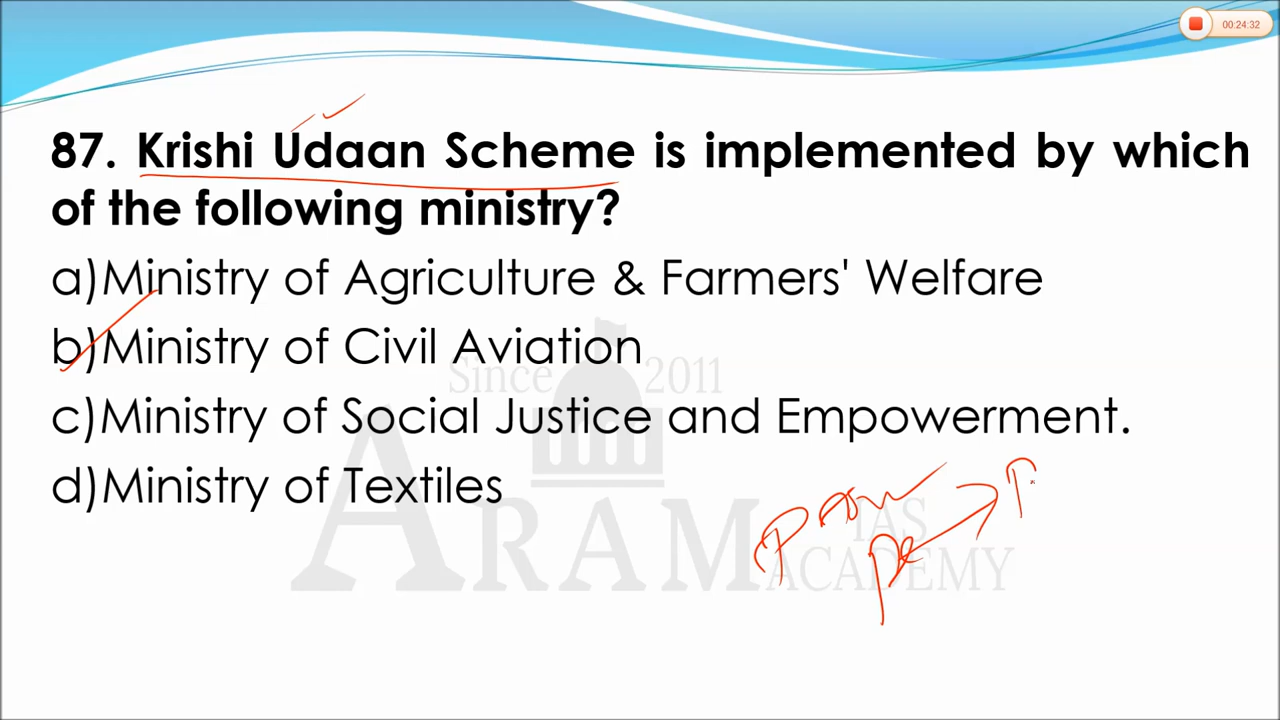 00:24:32
87. Krishi Udaan Scheme is implemented by which
of the following ministry?
a)Ministry of Agriculture & Farmers' Welfare
b)Ministry of Civil Aviation
Since 2011
c)Ministry of Social Justice and Empowerment.
d)Ministry of Textiles
ARAM IAS
ACADEMY